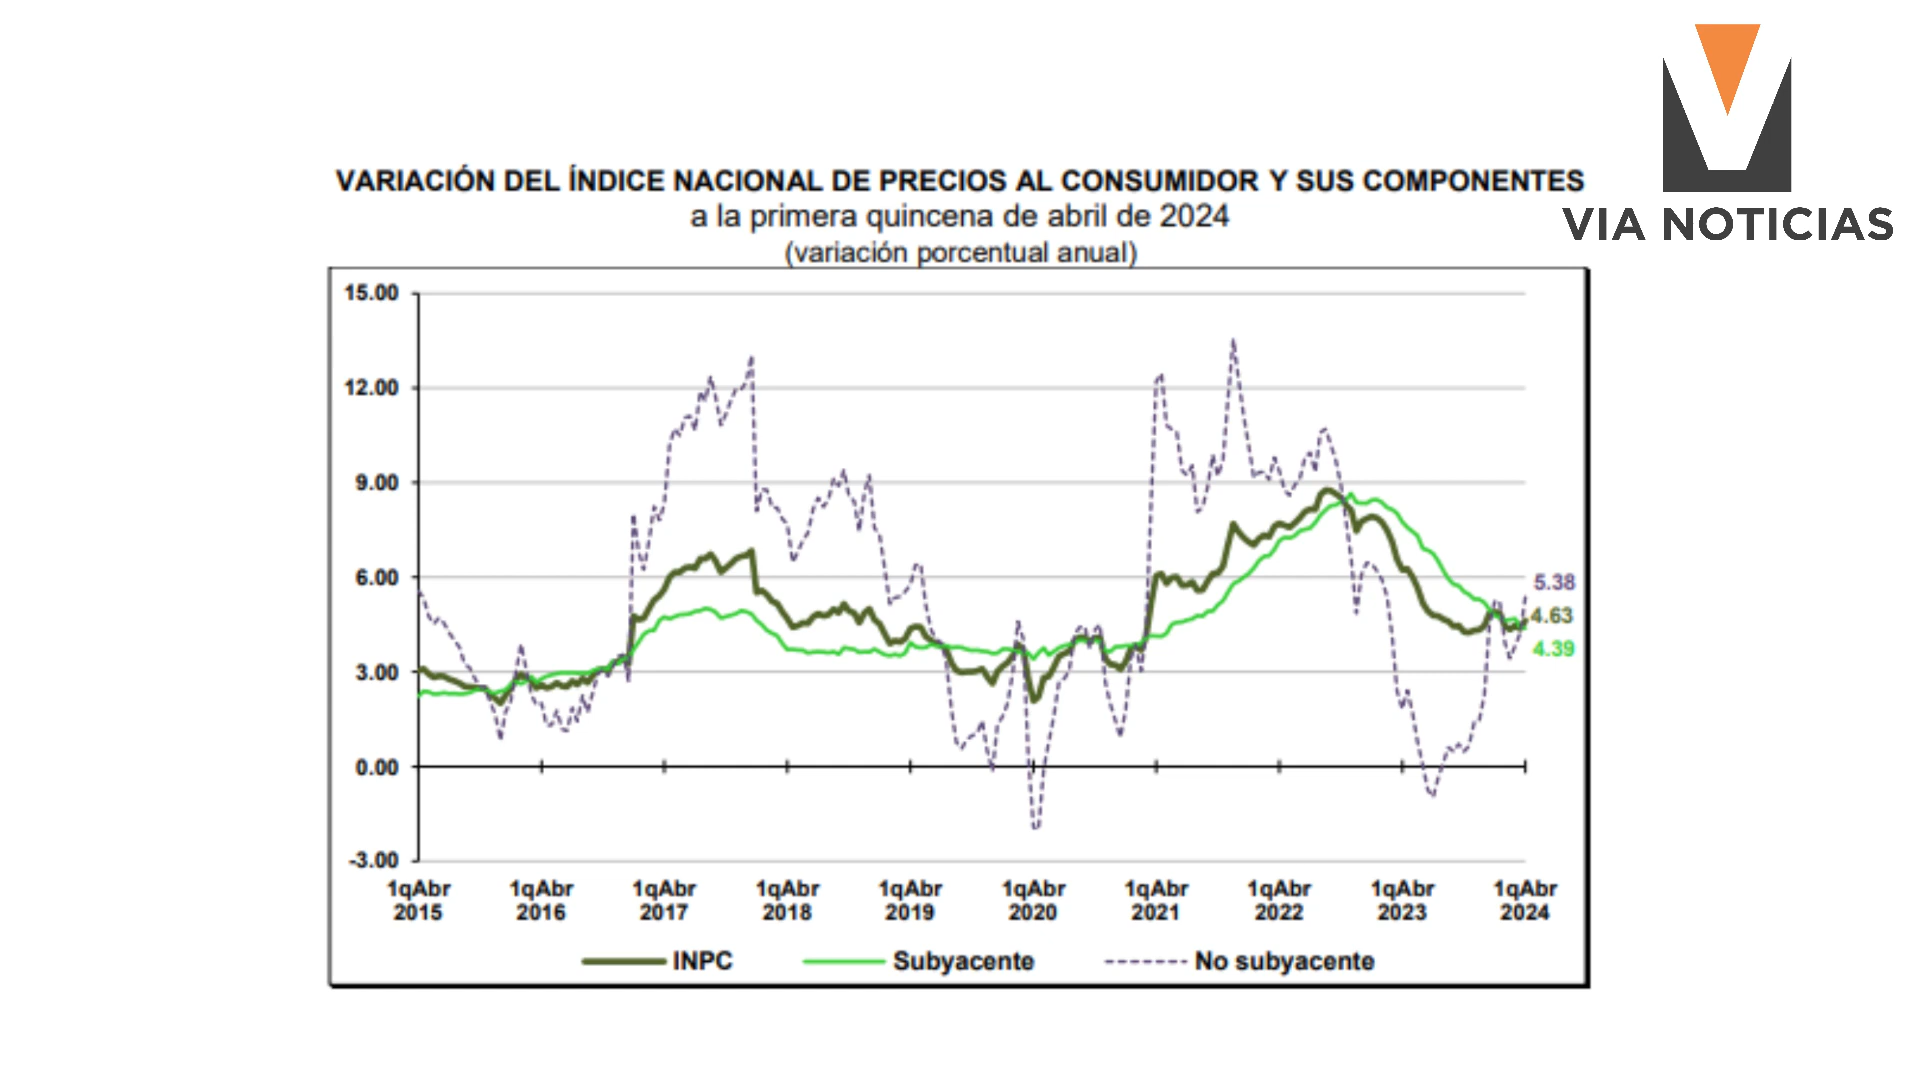 VIA NOTICIAS
VARIACIÓN DEL ÍNDICE NACIONAL DE PRECIOS AL CONSUMIDOR Y SUS COMPONENTES
a la primera quincena de abril de 2024
(variación porcentual anual)
15.00
12.00
9.00
6.00
3.00
0.00
-3.00
5.38
4.63
4.39
1qAbr 1qAbr 1qAbr 1qAbr 1qAbr 1qAbr 1qAbr 1qAbr 1qAbr 1qAbr
2015 2016 2017 2018 2019 2020 2021 2022 2023 2024
INPC Subyacente No subyacente